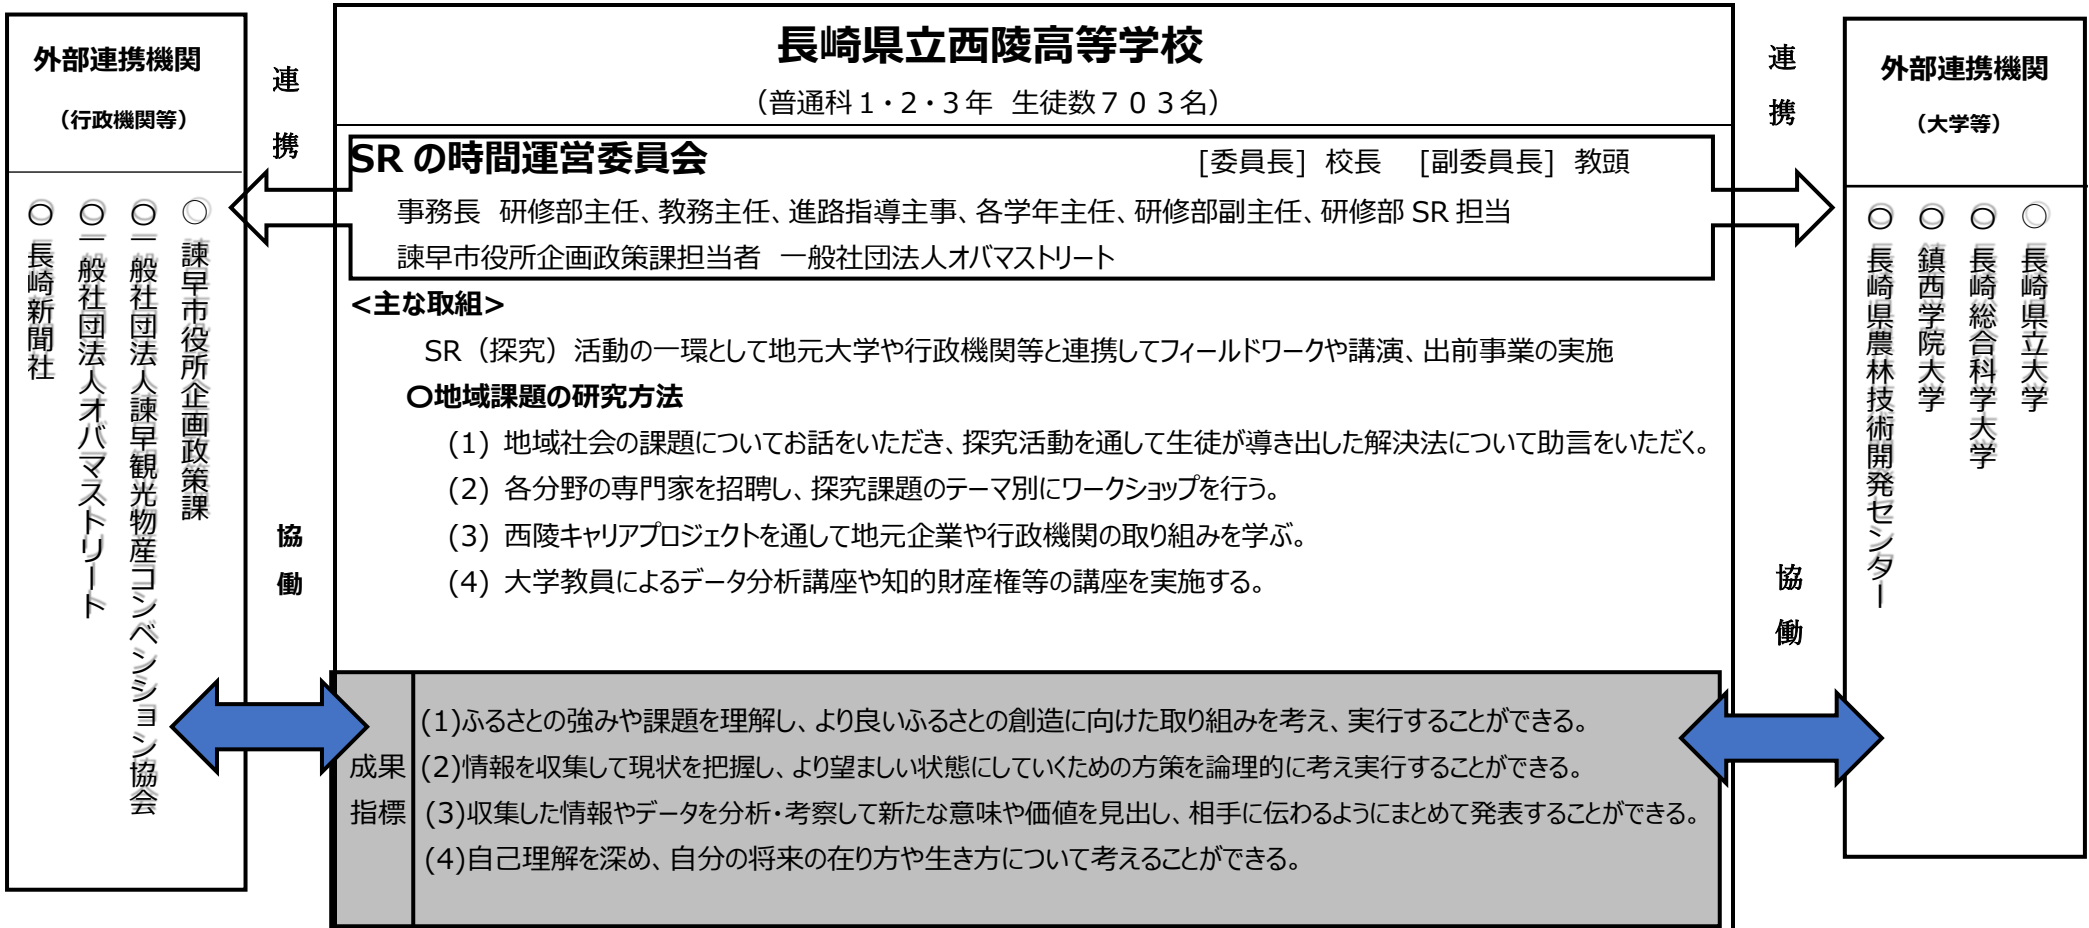 外部連携機関
（行政機関等）
〇 諫早市役所企画政策課
〇 一般社団法人諫早観光物産コンベンション協会
〇 一般社団法人オバマストリート
〇 長崎新聞社
連携
協働
長崎県立西陵高等学校
（普通科１・２・３年 生徒数７０３名）
SR の時間運営委員会 [委員長] 校長 [副委員長] 教頭
事務長 研修部主任、教務主任、進路指導主事、各学年主任、研修部副主任、研修部 SR 担当
諫早市役所企画政策課担当者 一般社団法人オバマストリート
<主な取組>
SR（探究）活動の一環として地元大学や行政機関等と連携してフィールドワークや講演、出前事業の実施
〇地域課題の研究方法
(1) 地域社会の課題についてお話をいただき、探究活動を通して生徒が導き出した解決法について助言をいただく。
(2) 各分野の専門家を招聘し、探究課題のテーマ別にワークショップを行う。
(3) 西陵キャリアプロジェクトを通して地元企業や行政機関の取り組みを学ぶ。
(4) 大学教員によるデータ分析講座や知的財産権等の講座を実施する。
成果
指標
(1)ふるさとの強みや課題を理解し、より良いふるさとの創造に向けた取り組みを考え、実行することができる。
(2)情報を収集して現状を把握し、より望ましい状態にしていくための方策を論理的に考え実行することができる。
(3)収集した情報やデータを分析・考察して新たな意味や価値を見出し、相手に伝わるようにまとめて発表することができる。
(4)自己理解を深め、自分の将来の在り方や生き方について考えることができる。
連携
協働
外部連携機関
（大学等）
〇 長崎県立大学
〇 長崎総合科学大学
〇 鎮西学院大学
〇 長崎県農林技術開発センター